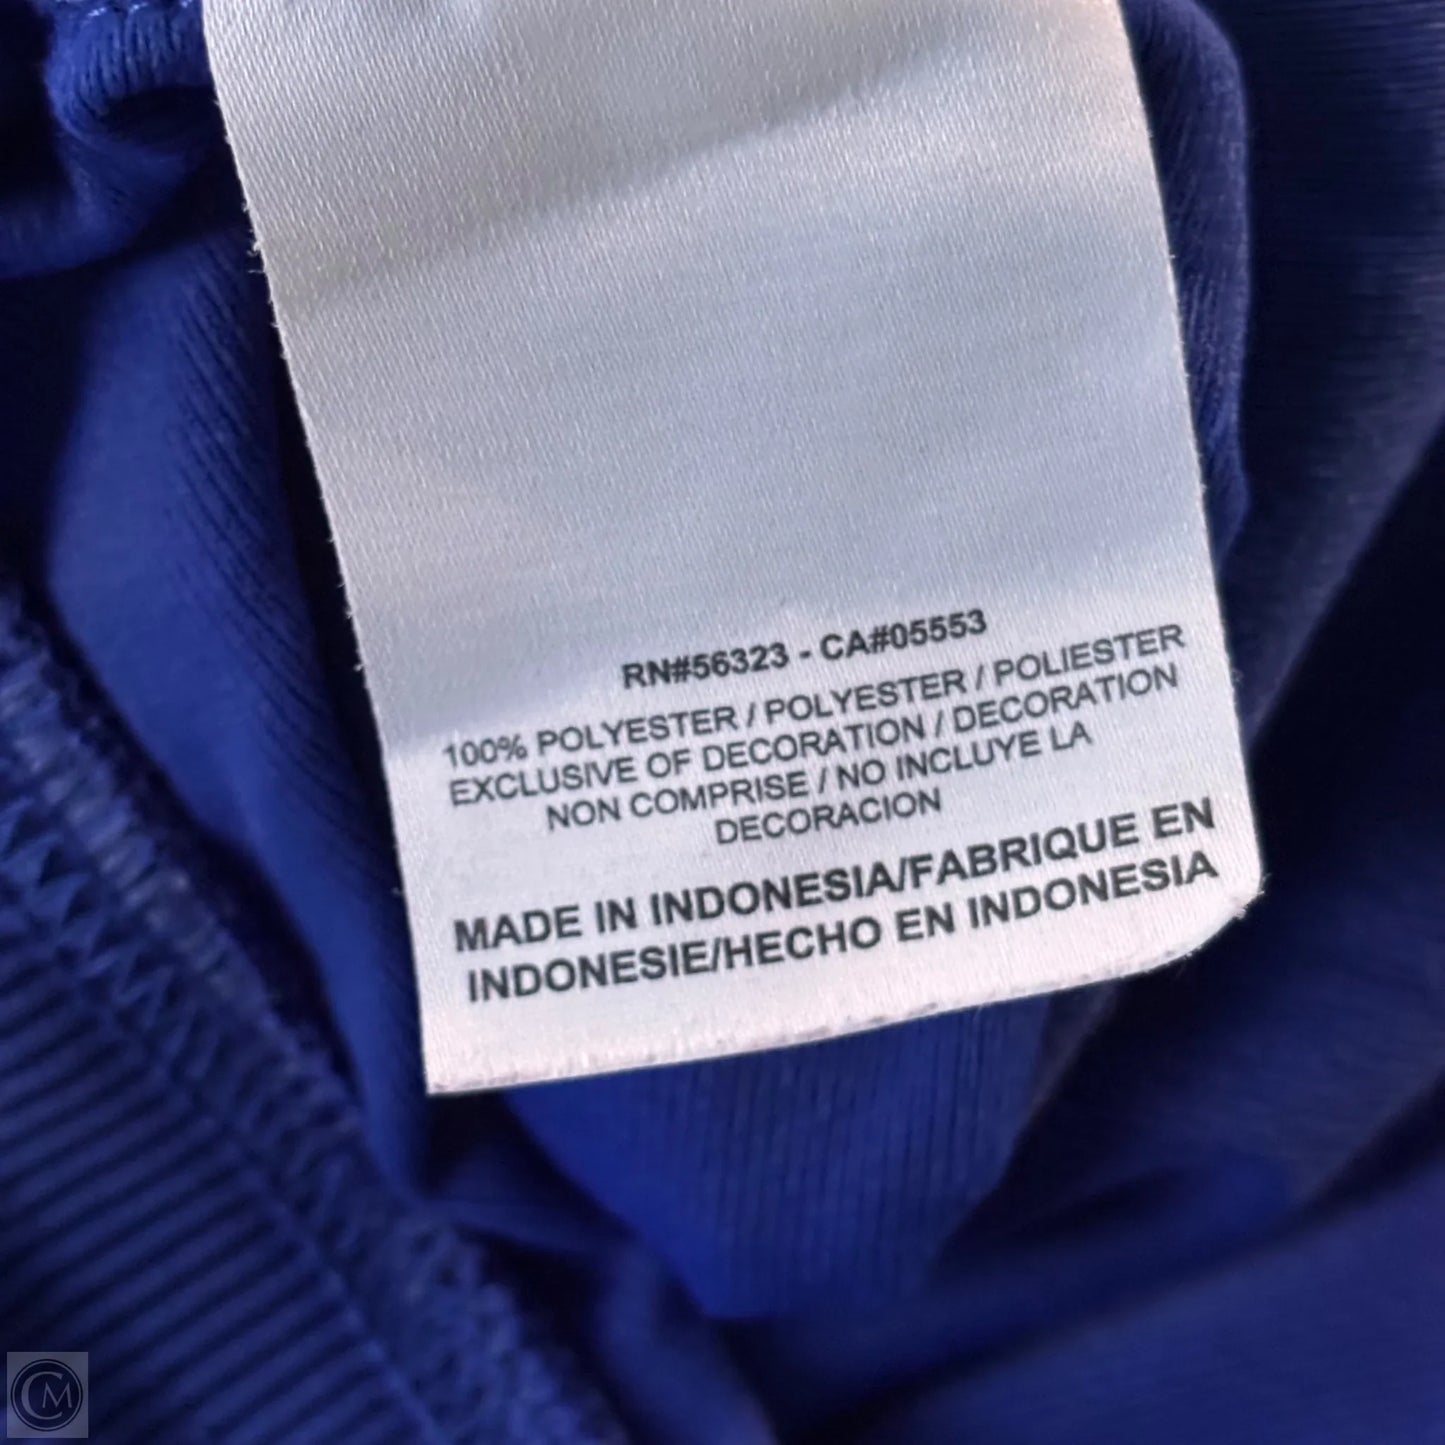 RN#56323 - CA#05553
100% POLYESTER / POLYESTER / POLIESTER
EXCLUSIVE OF DECORATION / DECORATION
NON COMPRISE / NO INCLUYE LA
DECORACION
MADE IN INDONESIA/FABRIQUE EN
INDONESIE/HECHO EN INDONESIA
CM